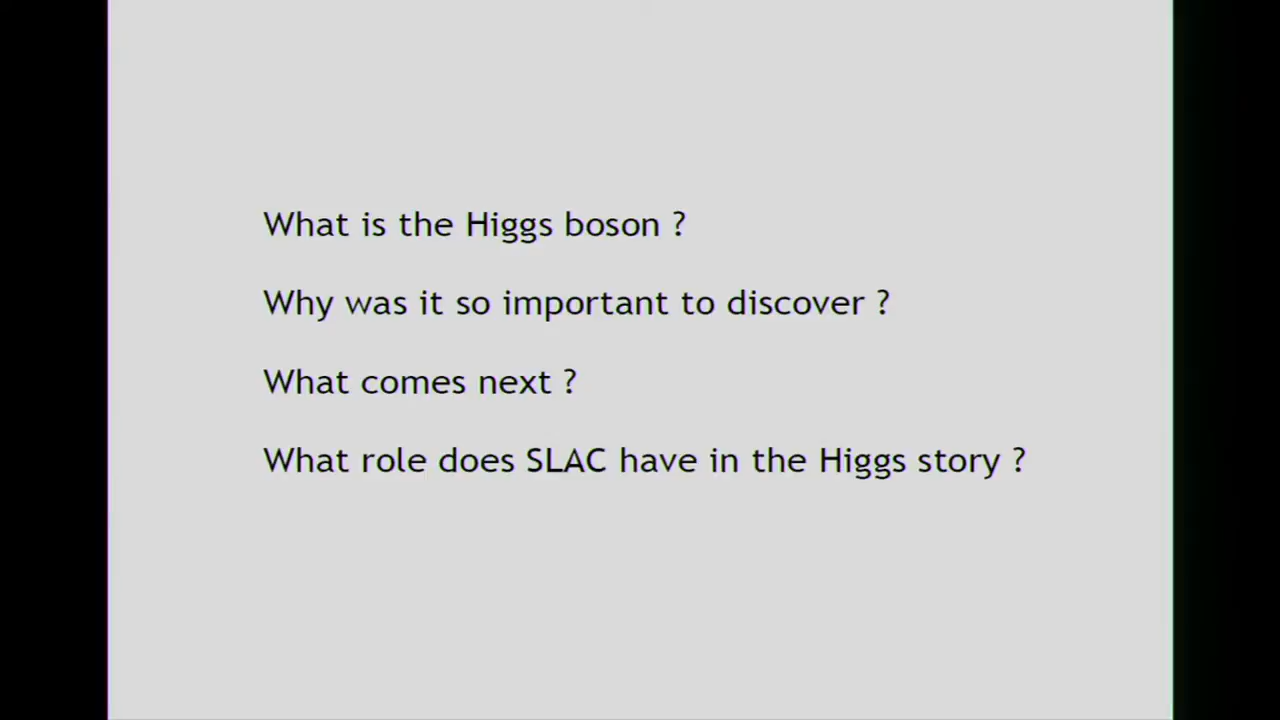 What is the Higgs boson ?
Why was it so important to discover ?
What comes next ?
What role does SLAC have in the Higgs story ?